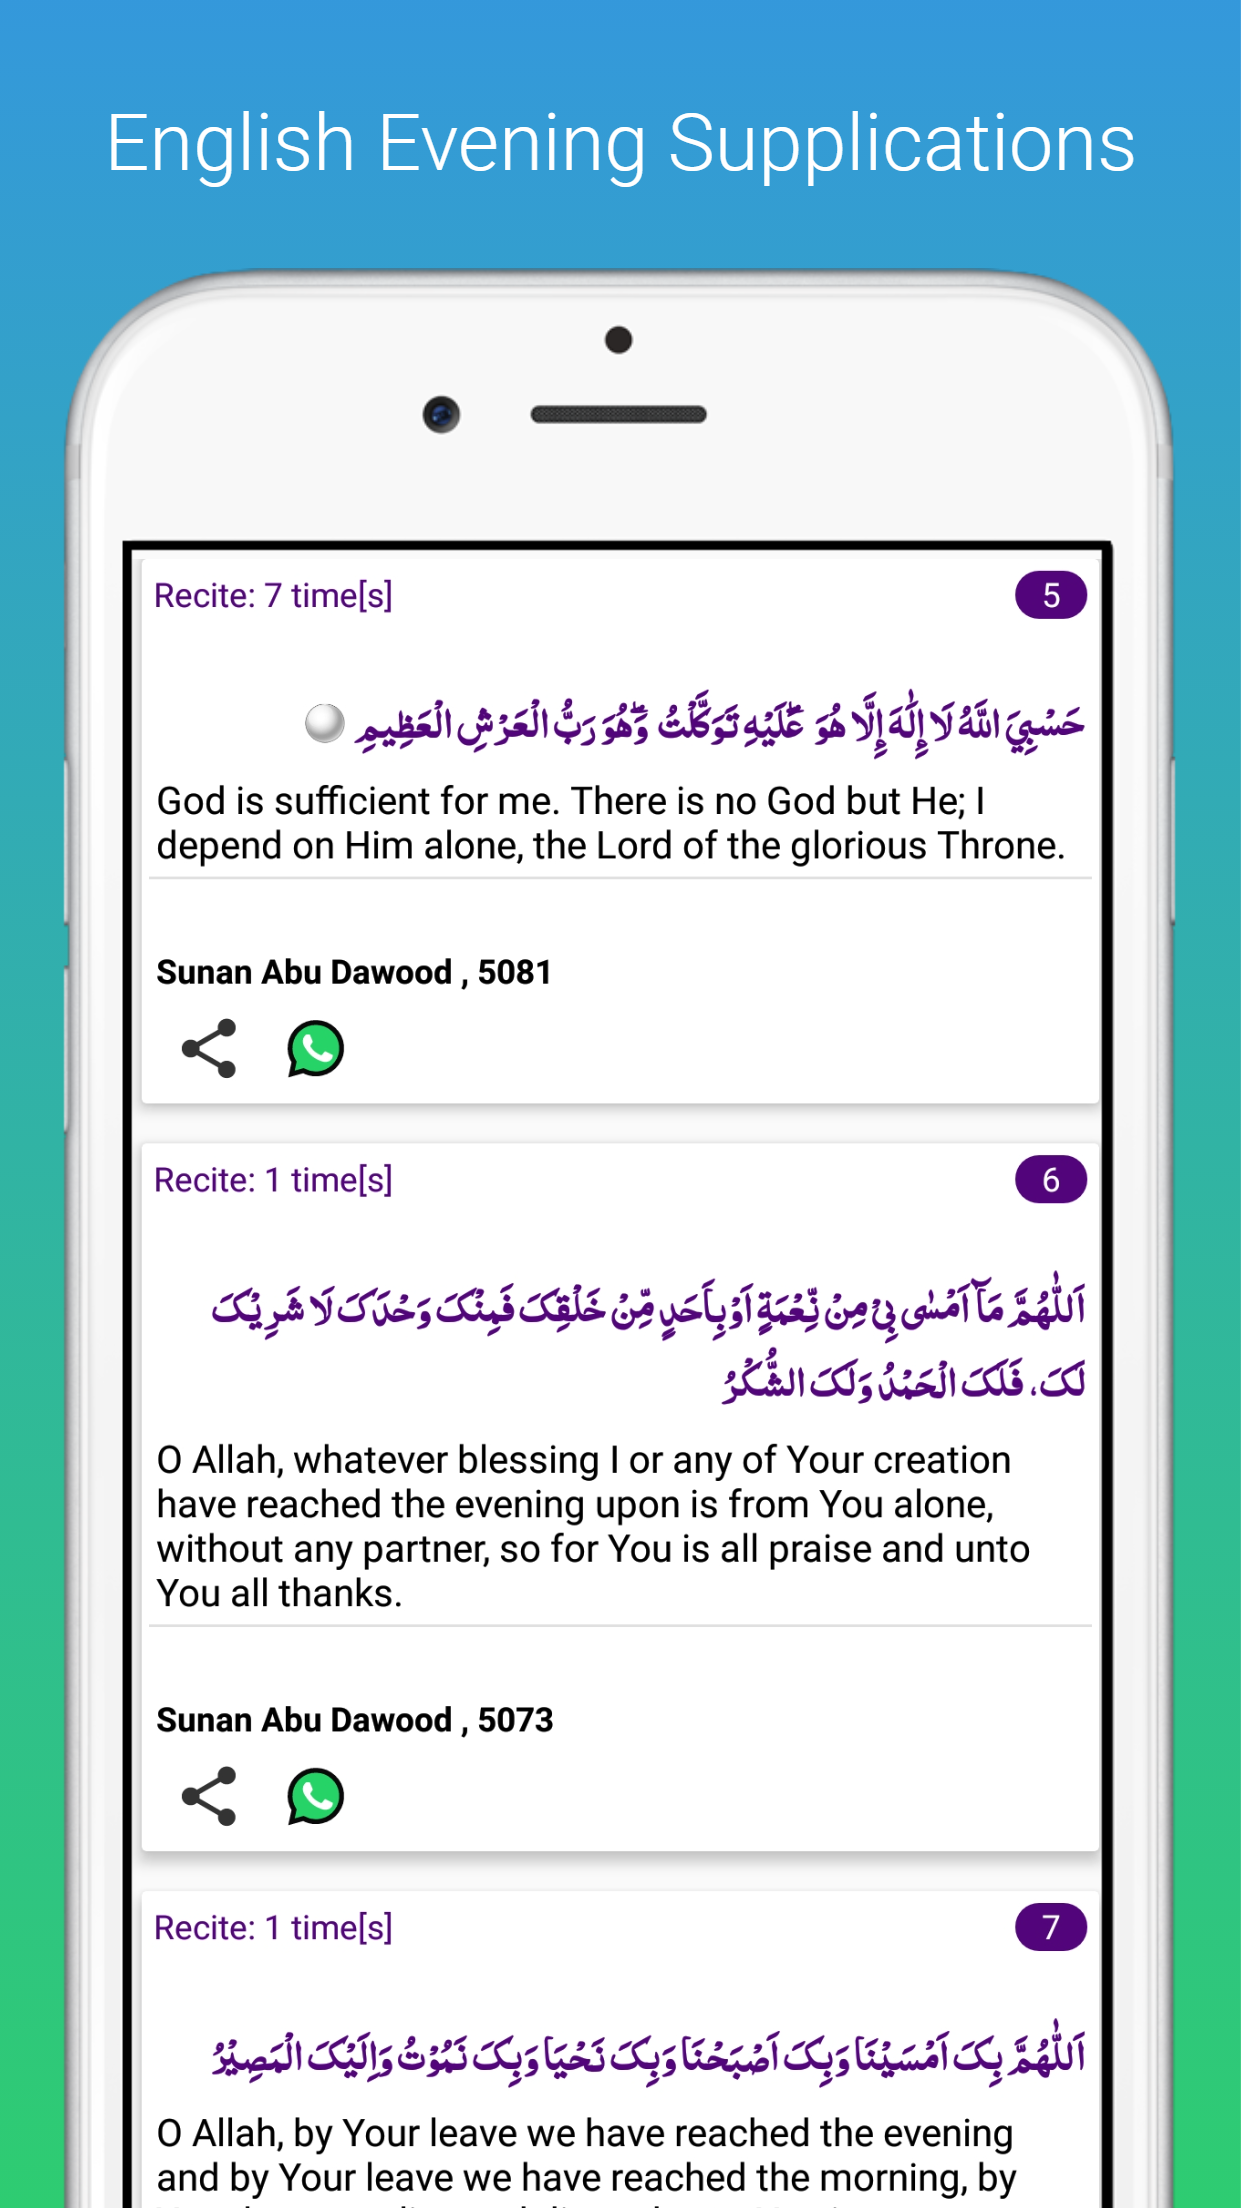 English Evening Supplications
Recite: 7 time[s]
5
حَسْبِيَ اللَّهُ لَا إِلَٰهَ إِلَّا هُوَ عَلَيْهِ تَوَكَّلْتُ وَهُوَ رَبُّ الْعَرْشِ الْعَظِيمِ
God is sufficient for me. There is no God but He; I
depend on Him alone, the Lord of the glorious Throne.
Sunan Abu Dawood , 5081
Recite: 1 time[s]
6
اَللّٰهُمَّ مَآ اَمْسٰى بِيْ مِنْ نِّعْمَةٍ اَوْ بِاَحَدٍ مِّنْ خَلْقِکَ فَمِنْکَ وَحْدَکَ لَا شَرِيْکَ
لَکَ، فَلَکَ الْحَمْدُ وَلَکَ الشُّکْرُ
O Allah, whatever blessing I or any of Your creation
have reached the evening upon is from You alone,
without any partner, so for You is all praise and unto
You all thanks.
Sunan Abu Dawood , 5073
Recite: 1 time[s]
7
اَللّٰهُمَّ بِکَ اَمْسَيْنَا وَبِکَ اَصْبَحْنَا وَبِکَ نَحْيَا وَبِکَ نَمُوْتُ وَاِلَيْکَ الْمَصِيْرُ
O Allah, by Your leave we have reached the evening
and by Your leave we have reached the morning, by